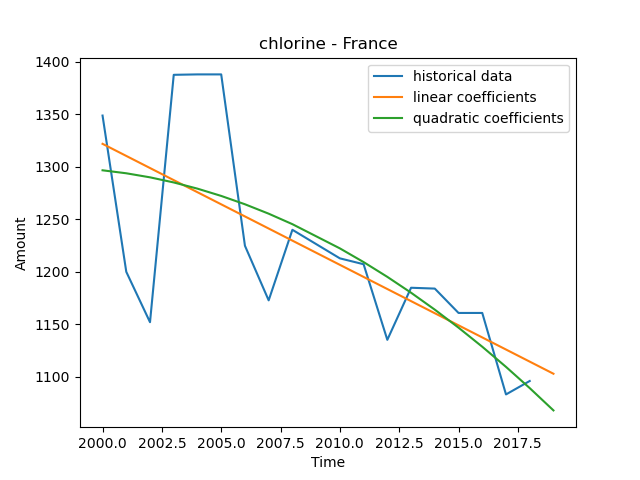 chlorine - France
historical data
linear coefficients
quadratic coefficients
1400
1350
1300
1250
1200
1150
1100
Amount
2000.0 2002.5 2005.0 2007.5 2010.0 2012.5 2015.0 2017.5
Time